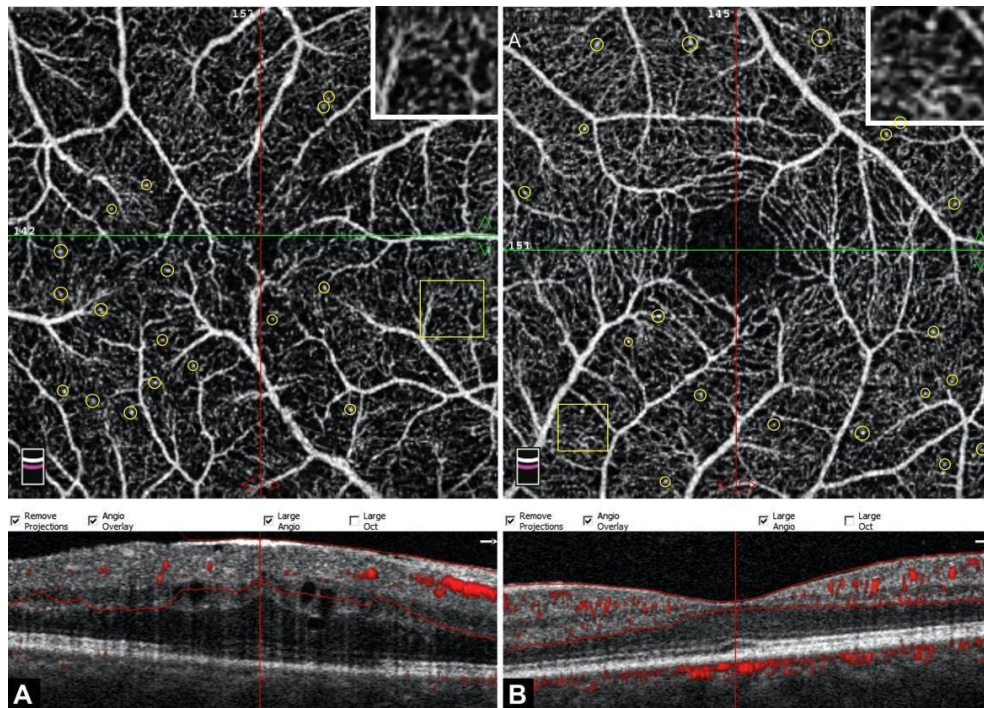 157
115
A
142
151
Remove Projections
Angio Overlay
Large Angio
Large Oct
Remove Projections
Angio Overlay
Large Angio
Large Oct
A
B